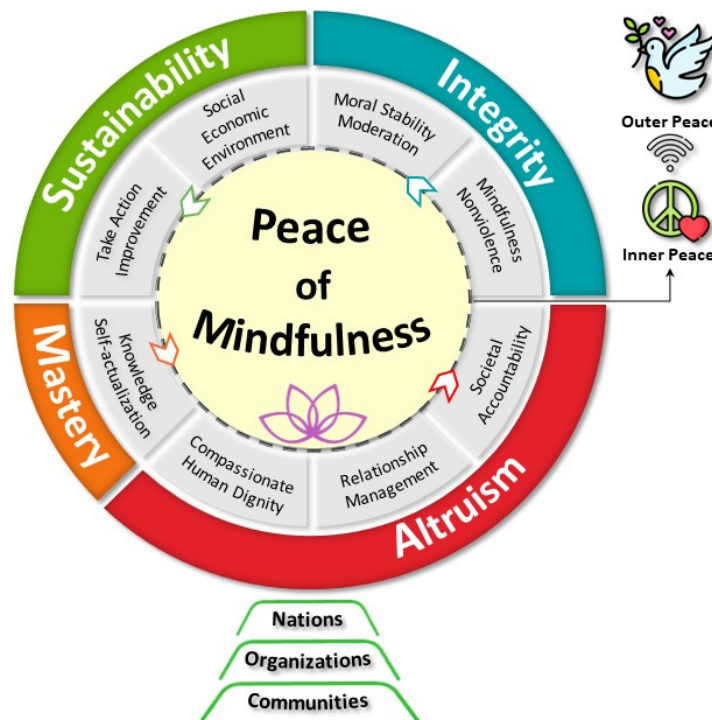 Sustainability
Integrity
Mastery
Altruism
Social
Economic
Environment
Moral Stability
Moderation
Mindfulness
Nonviolence
Societal
Accountability
Relationship
Management
Compassionate
Human Dignity
Knowledge
Self-actualization
Take Action
Improvement
Peace
of
Mindfulness
Outer Peace
Inner Peace
Nations
Organizations
Communities